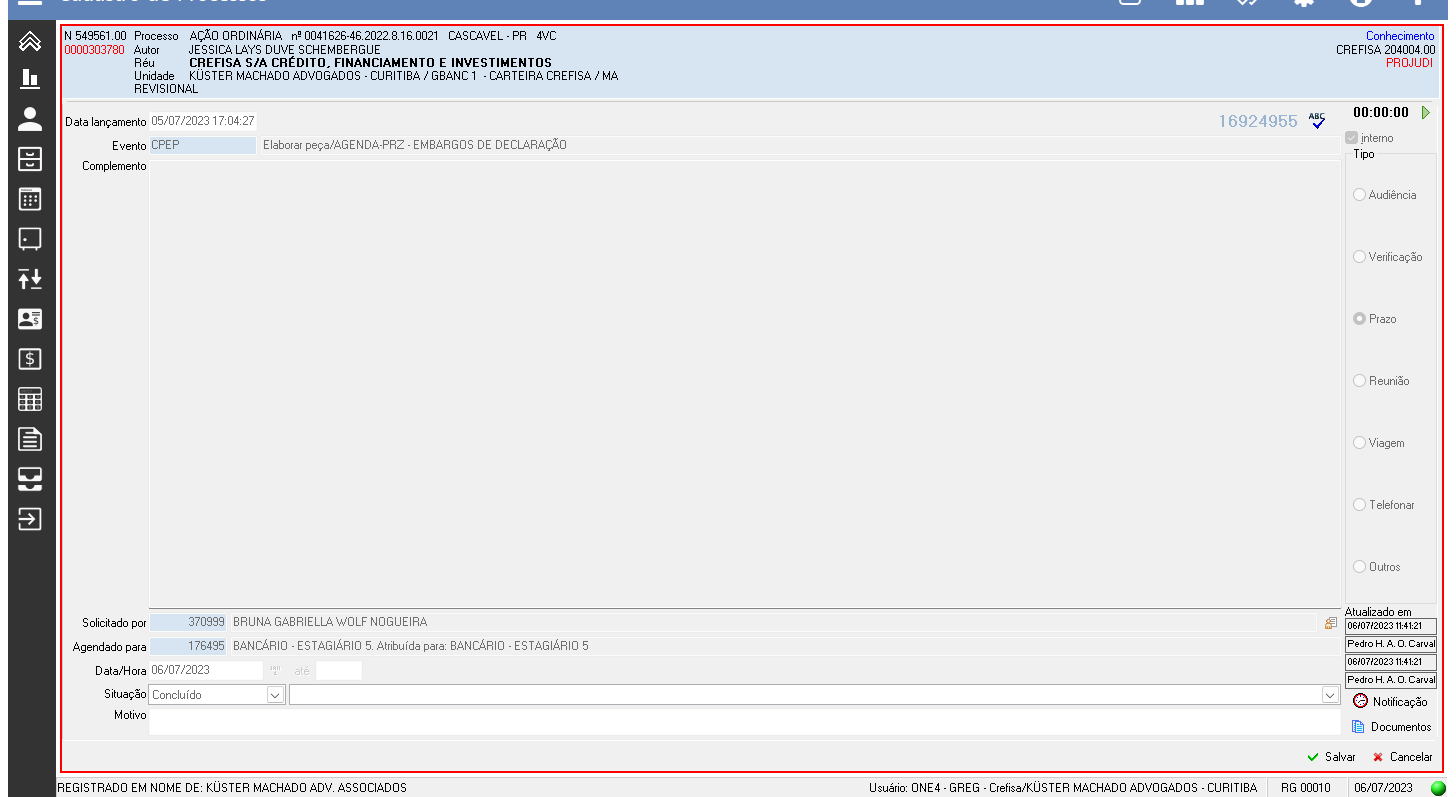 Cadastro de Processos
N 549561.00 Processo AÇÃO ORDINÁRIA nº 0041626-46.2022.8.16.0021 CASCAVEL - PR 4VC Conhecimento
0000303780 Autor JESSICA LAYS DUVE SCHEMBERGUE CREFISA 204004.00
Réu CREFISA S/A CRÉDITO, FINANCIAMENTO E INVESTIMENTOS PROJUDI
Unidade KÜSTER MACHADO ADVOGADOS - CURITIBA / GBANC 1 - CARTEIRA CREFISA / MA
REVISIONAL
Data lançamento 05/07/2023 17:04:27 16924955 ABC 00:00:00
Evento CPEP Elaborar peça/AGENDA-PRZ - EMBARGOS DE DECLARAÇÃO interno
Complemento Tipo
Audiência
Verificação
Prazo
Reunião
Viagem
Telefonar
Outros
Atualizado em
Solicitado por 370999 BRUNA GABRIELLA WOLF NOGUEIRA 06/07/2023 11:41:21
Agendado para 176495 BANCÁRIO - ESTAGIÁRIO 5. Atribuída para: BANCÁRIO - ESTAGIÁRIO 5 Pedro H. A. O. Carval
Data/Hora 06/07/2023 até 06/07/2023 11:41:21
Situação Concluído Pedro H. A. O. Carval
Notificação
Motivo
Documentos
Salvar Cancelar
REGISTRADO EM NOME DE: KÜSTER MACHADO ADV. ASSOCIADOS Usuário: ONE4 - GREG - Crefisa/KÜSTER MACHADO ADVOGADOS - CURITIBA RG 00010 06/07/2023